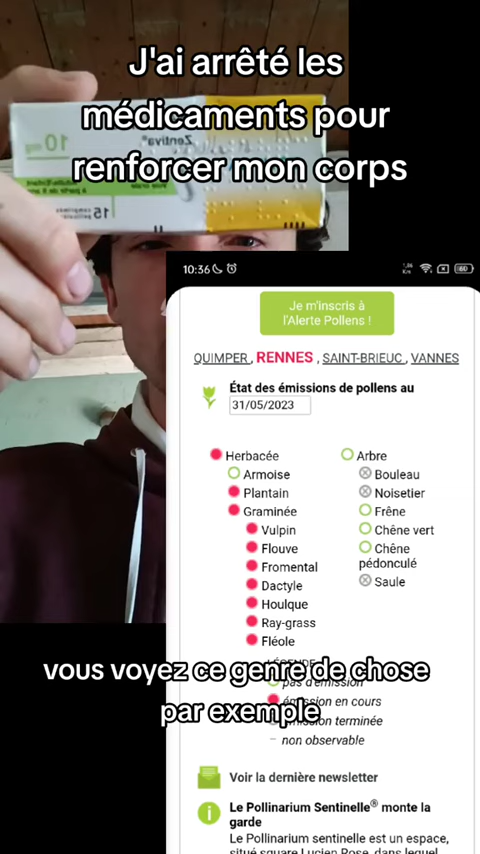 J'ai arrêté les
médicaments pour
renforcer mon corps
10 mg
Zentiva®
15
10:36
Je m'inscris à
l'Alerte Pollens !
QUIMPER , RENNES , SAINT-BRIEUC , VANNES
État des émissions de pollens au
31/05/2023
Herbacée
Armoise
Plantain
Graminée
Vulpin
Flouve
Fromental
Dactyle
Houlque
Ray-grass
Fléole
Arbre
Bouleau
Noisetier
Frêne
Chêne vert
Chêne
pédonculé
Saule
vous voyez ce genre de chose
par exemple
pas d'émission
émission en cours
émission terminée
non observable
Voir la dernière newsletter
Le Pollinarium Sentinelle® monte la
garde
Le Pollinarium sentinelle est un espace,
situé square Lucien Rose, dans lequel